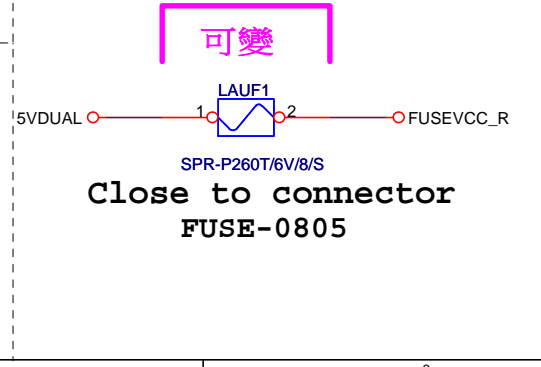 可變
LAUF1
5VDUAL 1 2 FUSEVCC_R
SPR-P260T/6V/8/S
Close to connector
FUSE-0805